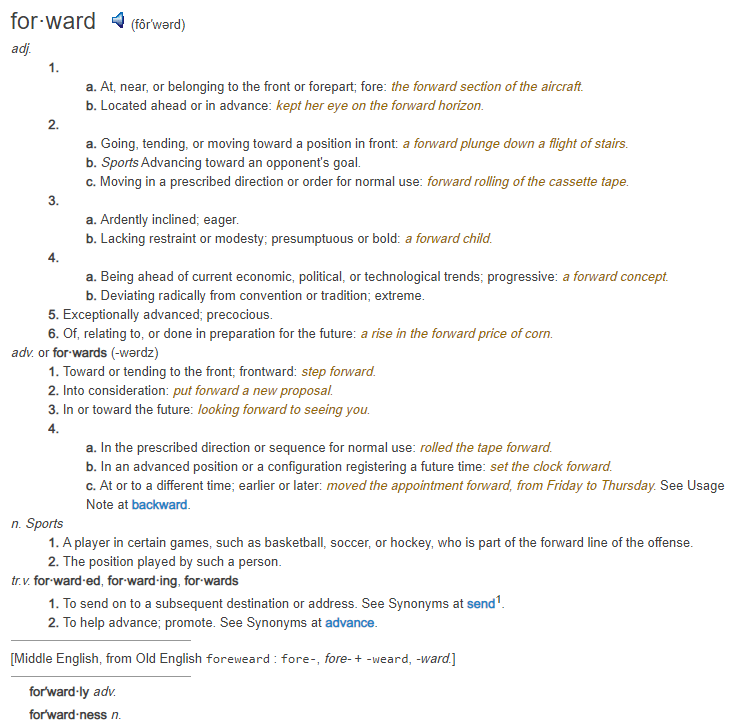 for·ward (fôr′wərd)
adj.
1.
a. At, near, or belonging to the front or forepart; fore: the forward section of the aircraft.
b. Located ahead or in advance: kept her eye on the forward horizon.
2.
a. Going, tending, or moving toward a position in front: a forward plunge down a flight of stairs.
b. Sports Advancing toward an opponent's goal.
c. Moving in a prescribed direction or order for normal use: forward rolling of the cassette tape.
3.
a. Ardently inclined; eager.
b. Lacking restraint or modesty; presumptuous or bold: a forward child.
4.
a. Being ahead of current economic, political, or technological trends; progressive: a forward concept.
b. Deviating radically from convention or tradition; extreme.
5. Exceptionally advanced; precocious.
6. Of, relating to, or done in preparation for the future: a rise in the forward price of corn.
adv. or for·wards (-wərdz)
1. Toward or tending to the front; frontward: step forward.
2. Into consideration: put forward a new proposal.
3. In or toward the future: looking forward to seeing you.
4.
a. In the prescribed direction or sequence for normal use: rolled the tape forward.
b. In an advanced position or a configuration registering a future time: set the clock forward.
c. At or to a different time; earlier or later: moved the appointment forward, from Friday to Thursday. See Usage
Note at backward.
n. Sports
1. A player in certain games, such as basketball, soccer, or hockey, who is part of the forward line of the offense.
2. The position played by such a person.
tr.v. for·ward·ed, for·ward·ing, for·wards
1. To send on to a subsequent destination or address. See Synonyms at send1.
2. To help advance; promote. See Synonyms at advance.
[Middle English, from Old English foreweard : fore-, fore- + -weard, -ward.]
for′ward·ly adv.
for′ward·ness n.